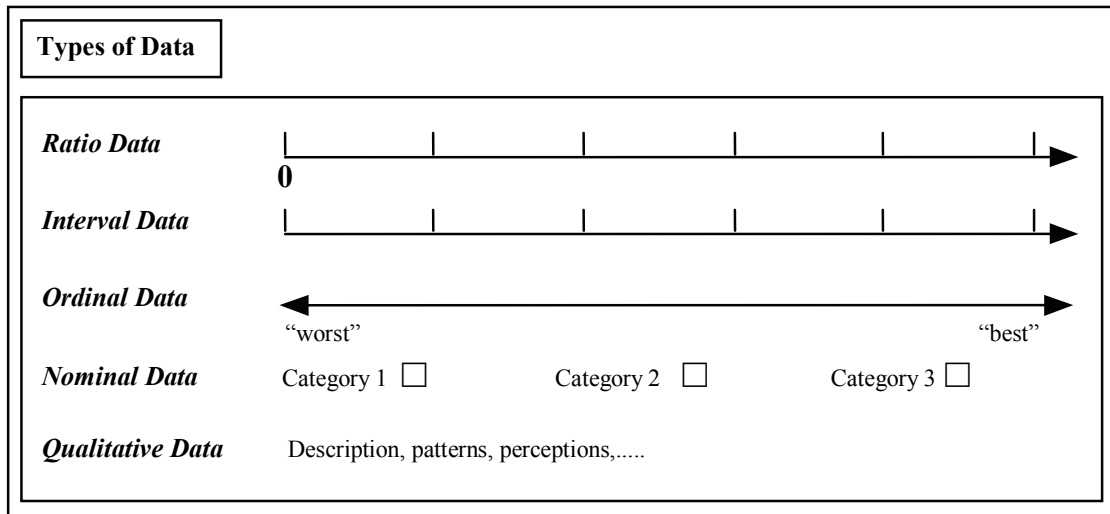 Types of Data
Ratio Data
0
Interval Data
Ordinal Data
“worst” “best”
Nominal Data Category 1 Category 2 Category 3
Qualitative Data Description, patterns, perceptions,.....